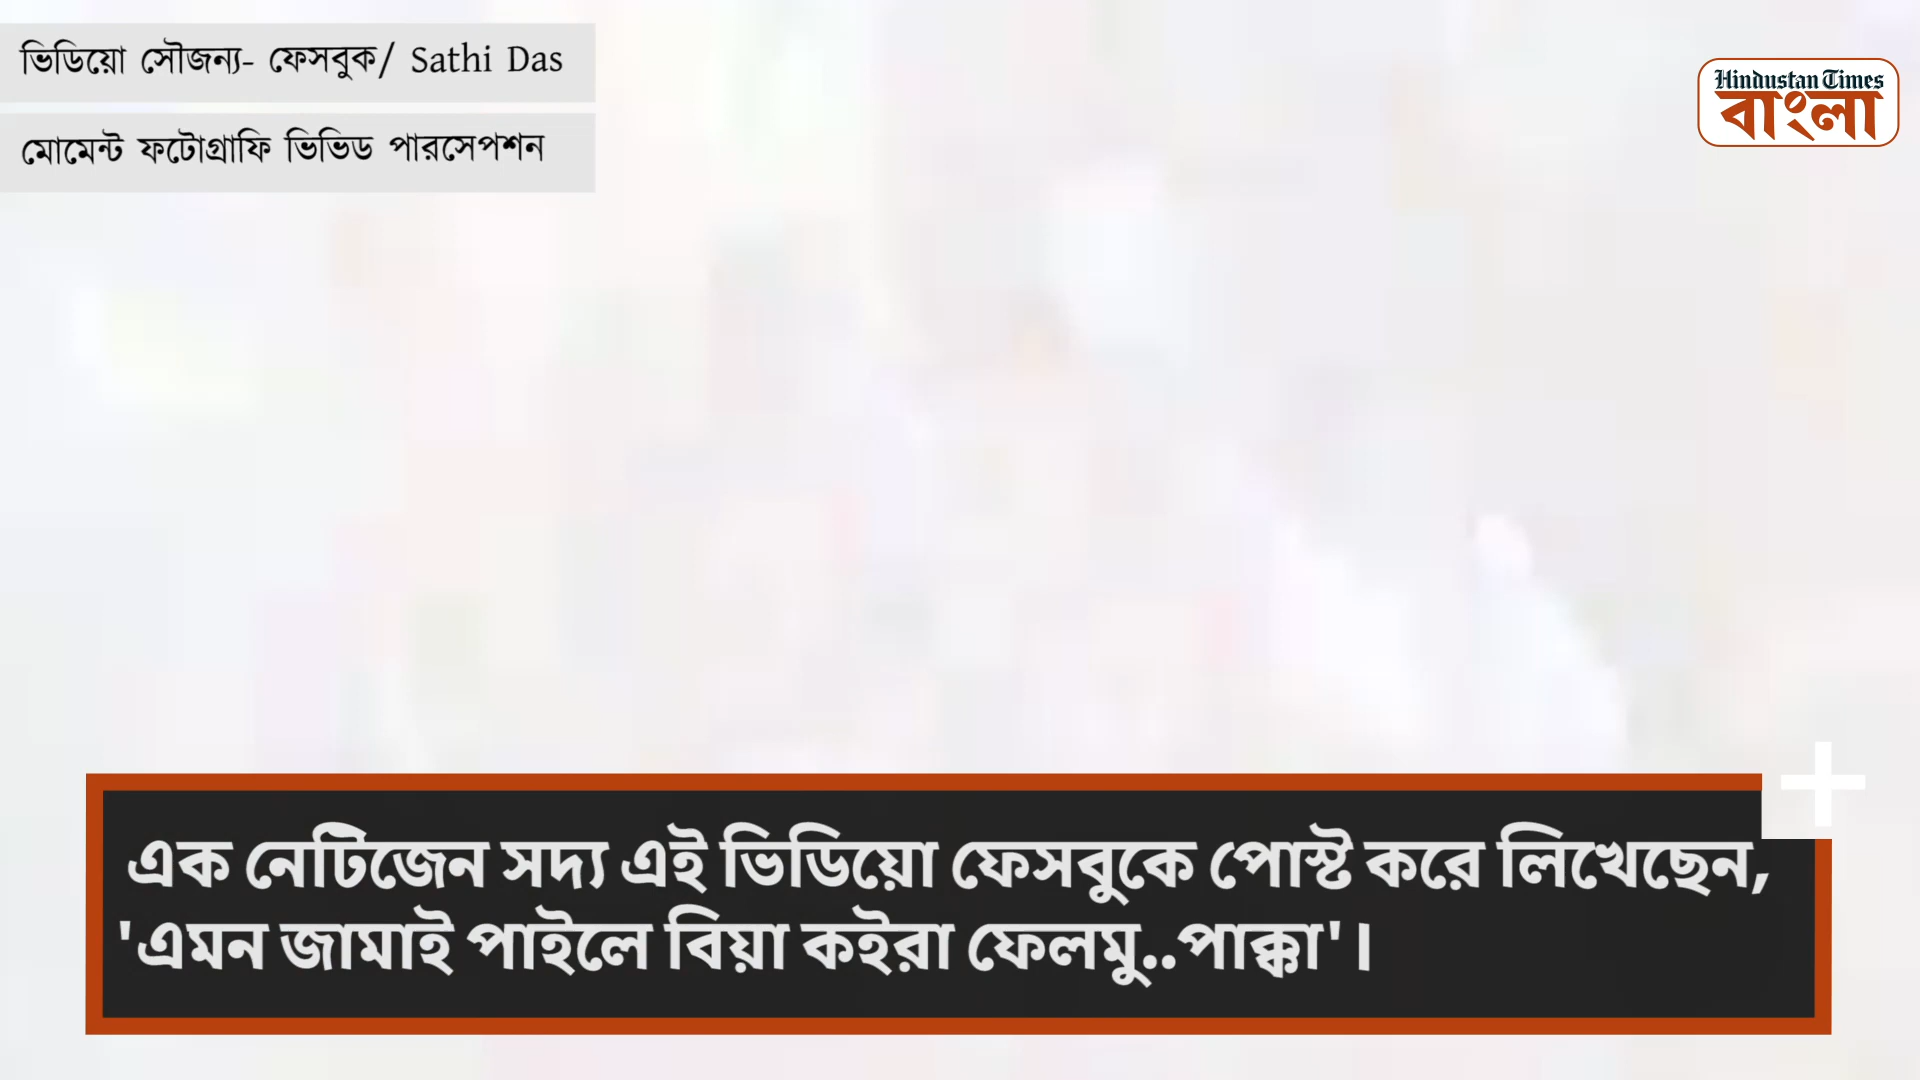 ভিডিয়ো সৌজন্য- ফেসবুক/ Sathi Das
মোমেন্ট ফটোগ্রাফি ভিভিড পারসেপশন
Hindustan Times
বাংলা
এক নেটিজেন সদ্য এই ভিডিয়ো ফেসবুকে পোস্ট করে লিখেছেন,
'এমন জামাই পাইলে বিয়া কইরা ফেলমু..পাক্কা'।